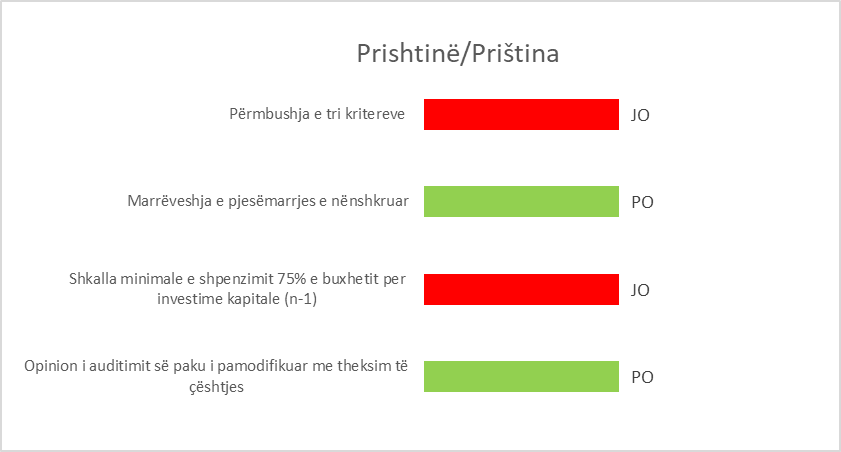 Prishtinë/Priština
Përmbushja e tri kritereve
JO
Marrëveshja e pjesëmarrjes e nënshkruar
PO
Shkalla minimale e shpenzimit 75% e buxhetit per
investime kapitale (n-1)
JO
Opinion i auditimit së paku i pamodifikuar me theksim të
çështjes
PO